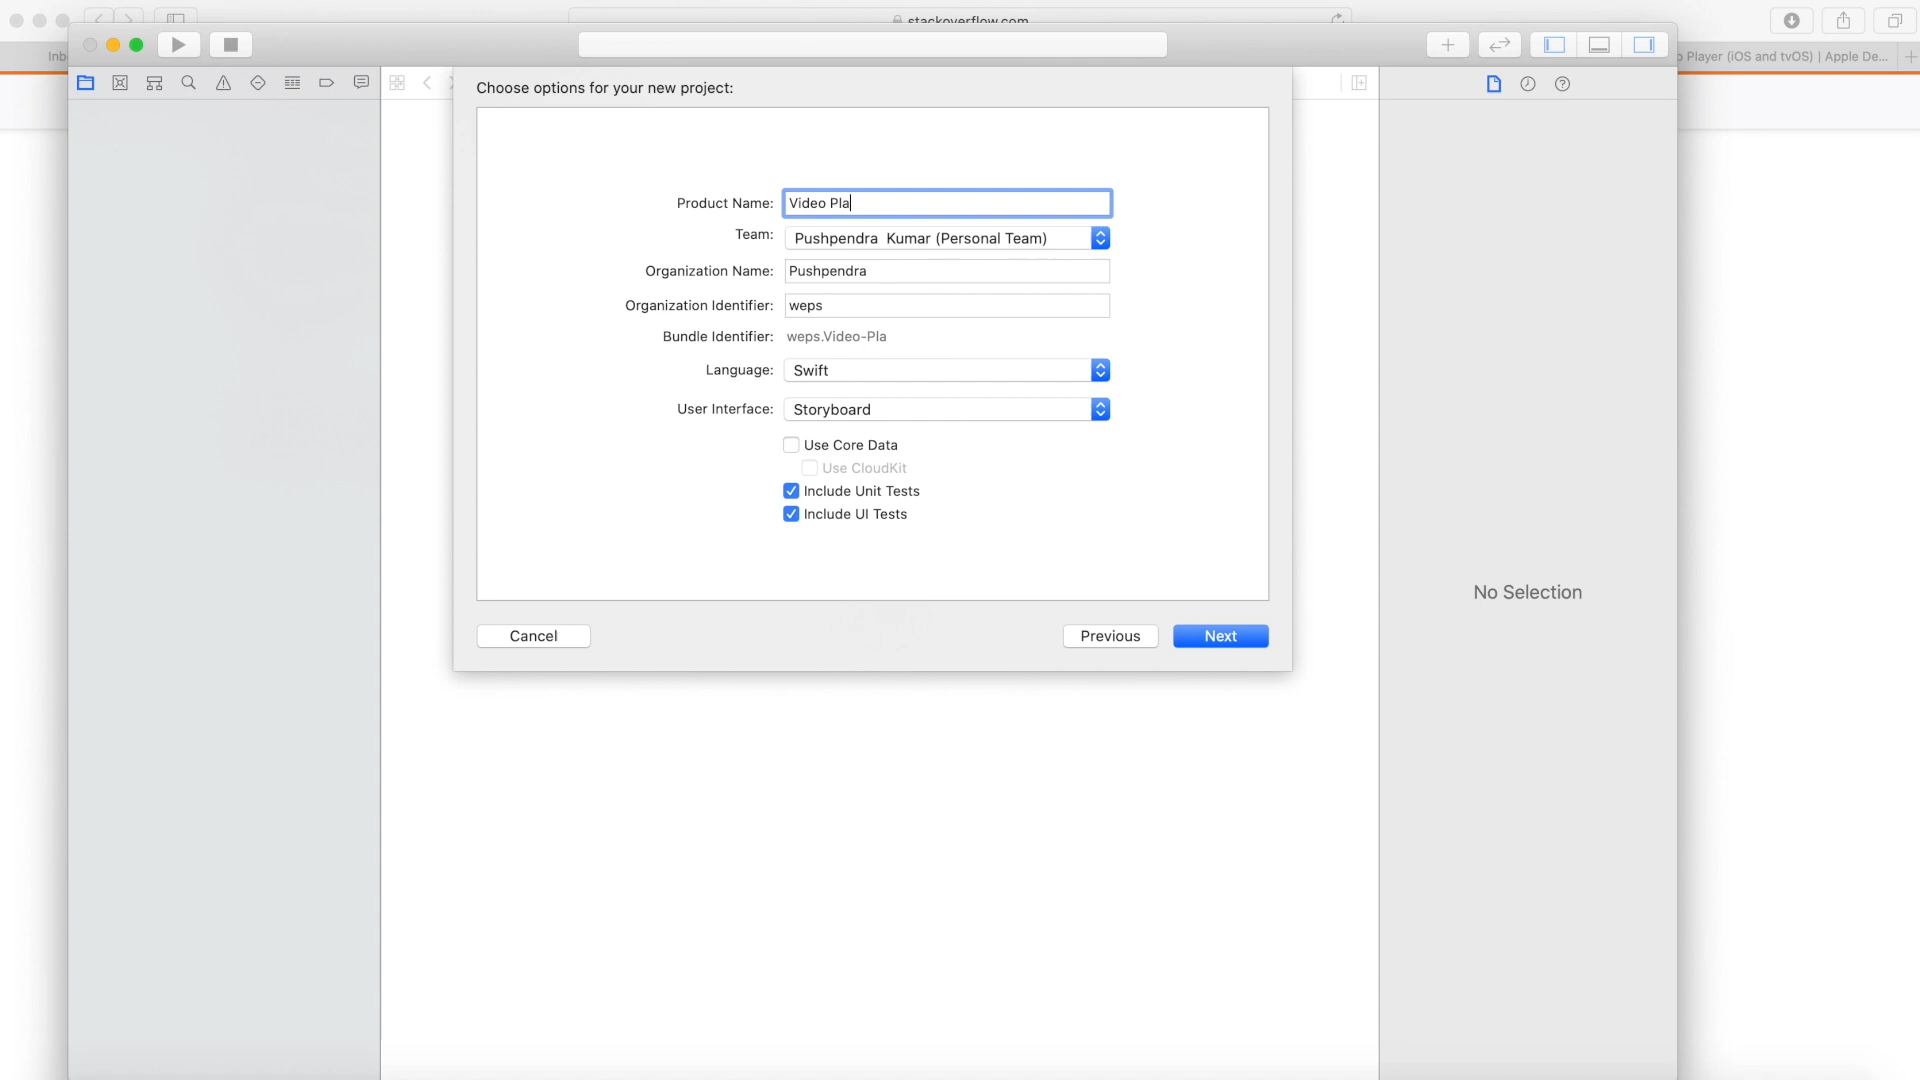 stackoverflow.com
Inb
o Player (iOS and tvOS) | Apple De...
Choose options for your new project:
Product Name: Video Pla
Team: Pushpendra Kumar (Personal Team)
Organization Name: Pushpendra
Organization Identifier: weps
Bundle Identifier: weps.Video-Pla
Language: Swift
User Interface: Storyboard
Use Core Data
Use CloudKit
Include Unit Tests
Include UI Tests
No Selection
Cancel
Previous
Next